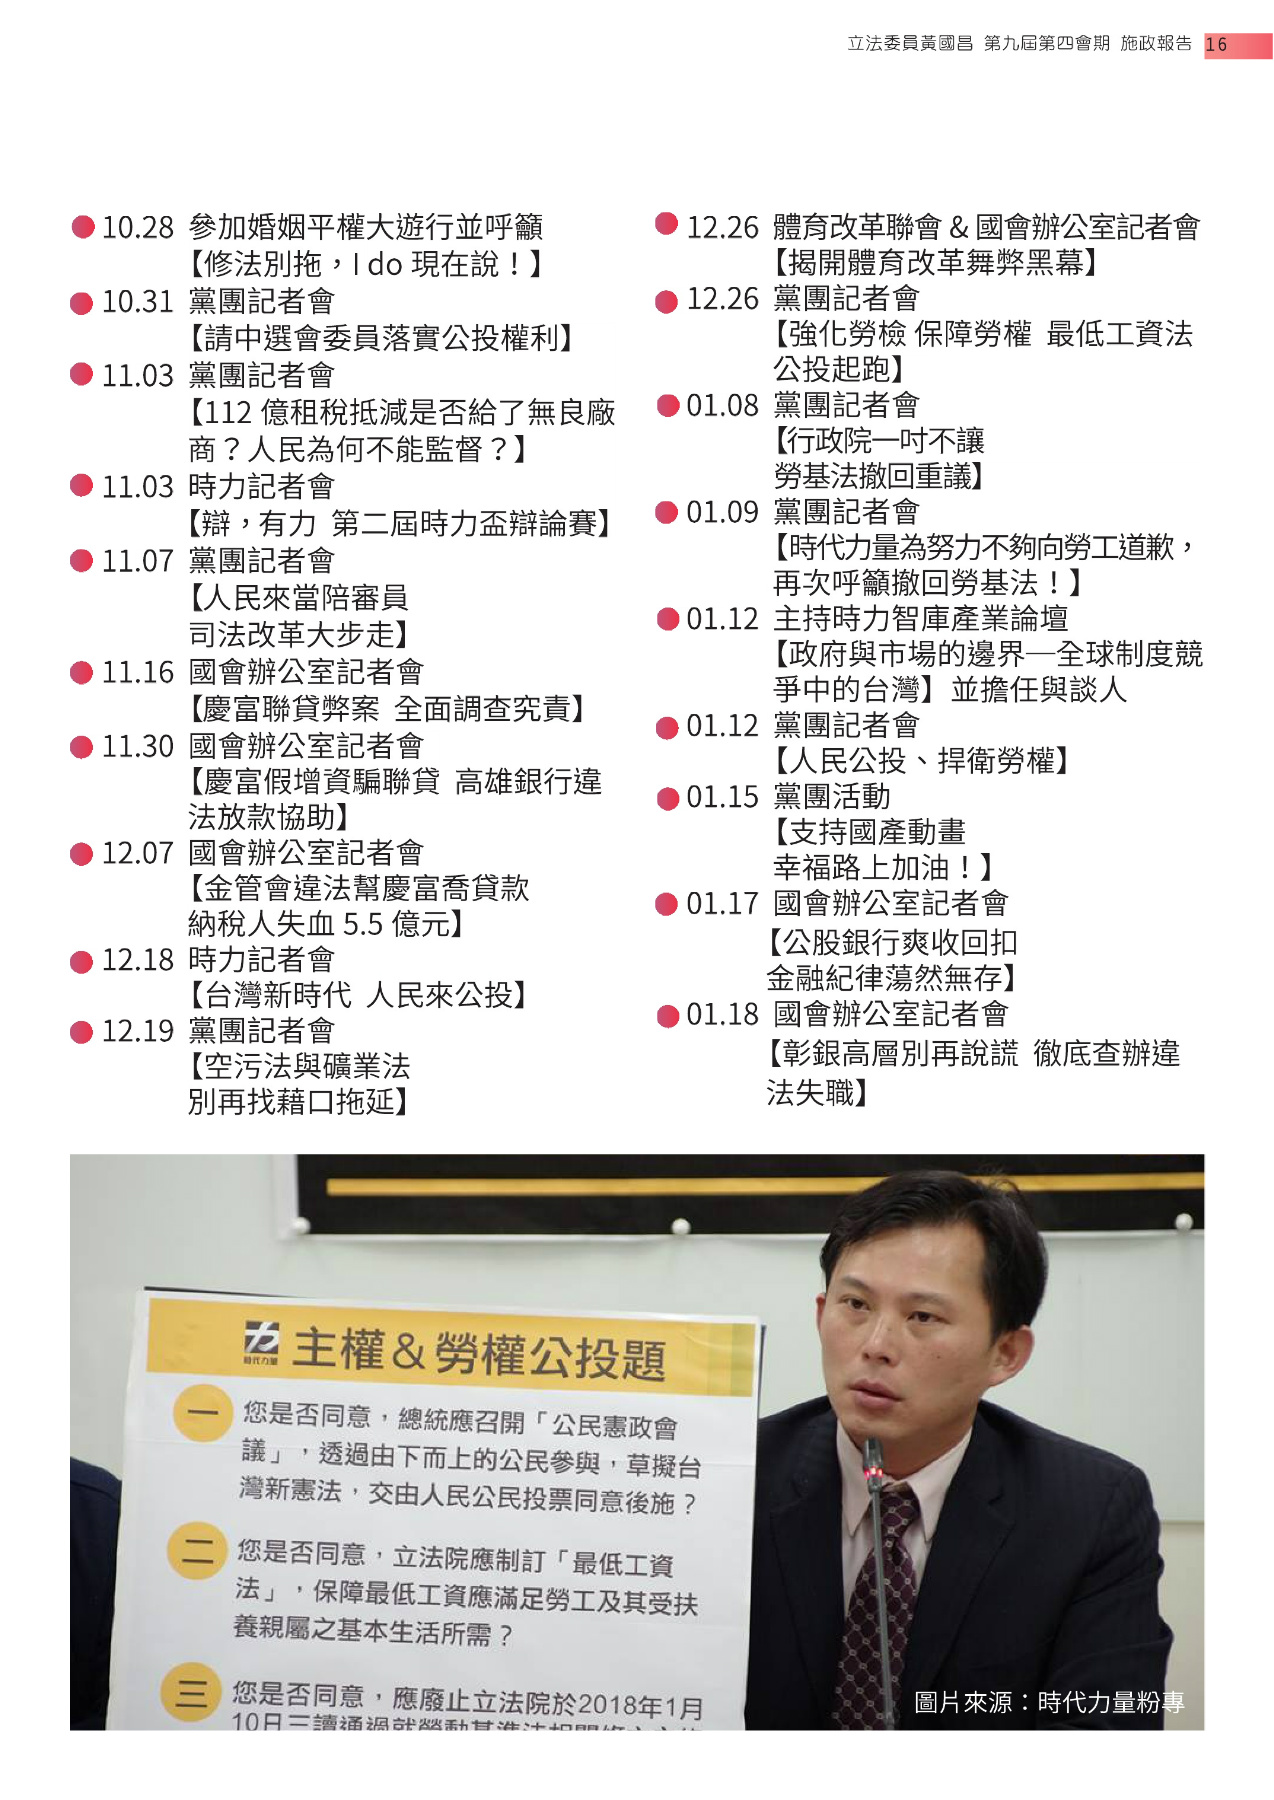 立法委員黃國昌 第九屆第四會期 施政報告 16
10.28 參加婚姻平權大遊行並呼籲
【修法別拖，I do 現在說！】
10.31 黨團記者會
【請中選會委員落實公投權利】
11.03 黨團記者會
【112 億租稅抵減是否給了無良廠
商？人民為何不能監督？】
11.03 時力記者會
【辯，有力 第二屆時力盃辯論賽】
11.07 黨團記者會
【人民來當陪審員
司法改革大步走】
11.16 國會辦公室記者會
【慶富聯貸弊案 全面調查究責】
11.30 國會辦公室記者會
【慶富假增資騙聯貸 高雄銀行違
法放款協助】
12.07 國會辦公室記者會
【金管會違法幫慶富喬貸款
納稅人失血 5.5 億元】
12.18 時力記者會
【台灣新時代 人民來公投】
12.19 黨團記者會
【空污法與礦業法
別再找藉口拖延】
12.26 體育改革聯會 & 國會辦公室記者會
【揭開體育改革舞弊黑幕】
12.26 黨團記者會
【強化勞檢 保障勞權 最低工資法
公投起跑】
01.08 黨團記者會
【行政院一吋不讓
勞基法撤回重議】
01.09 黨團記者會
【時代力量為努力不夠向勞工道歉，
再次呼籲撤回勞基法！】
01.12 主持時力智庫產業論壇
【政府與市場的邊界—全球制度競
爭中的台灣】並擔任與談人
01.12 黨團記者會
【人民公投、捍衛勞權】
01.15 黨團活動
【支持國產動畫
幸福路上加油！】
01.17 國會辦公室記者會
【公股銀行爽收回扣
金融紀律蕩然無存】
01.18 國會辦公室記者會
【彰銀高層別再說謊 徹底查辦違
法失職】
時代力量
主權＆勞權公投題
一 您是否同意，總統應召開「公民憲政會
議」，透過由下而上的公民參與，草擬台
灣新憲法，交由人民公民投票同意後施？
二 您是否同意，立法院應制訂「最低工資
法」，保障最低工資應滿足勞工及其受扶
養親屬之基本生活所需？
三 您是否同意，應廢止立法院於2018年1月
10日三讀通過就勞動基準法相關修
圖片來源：時代力量粉專